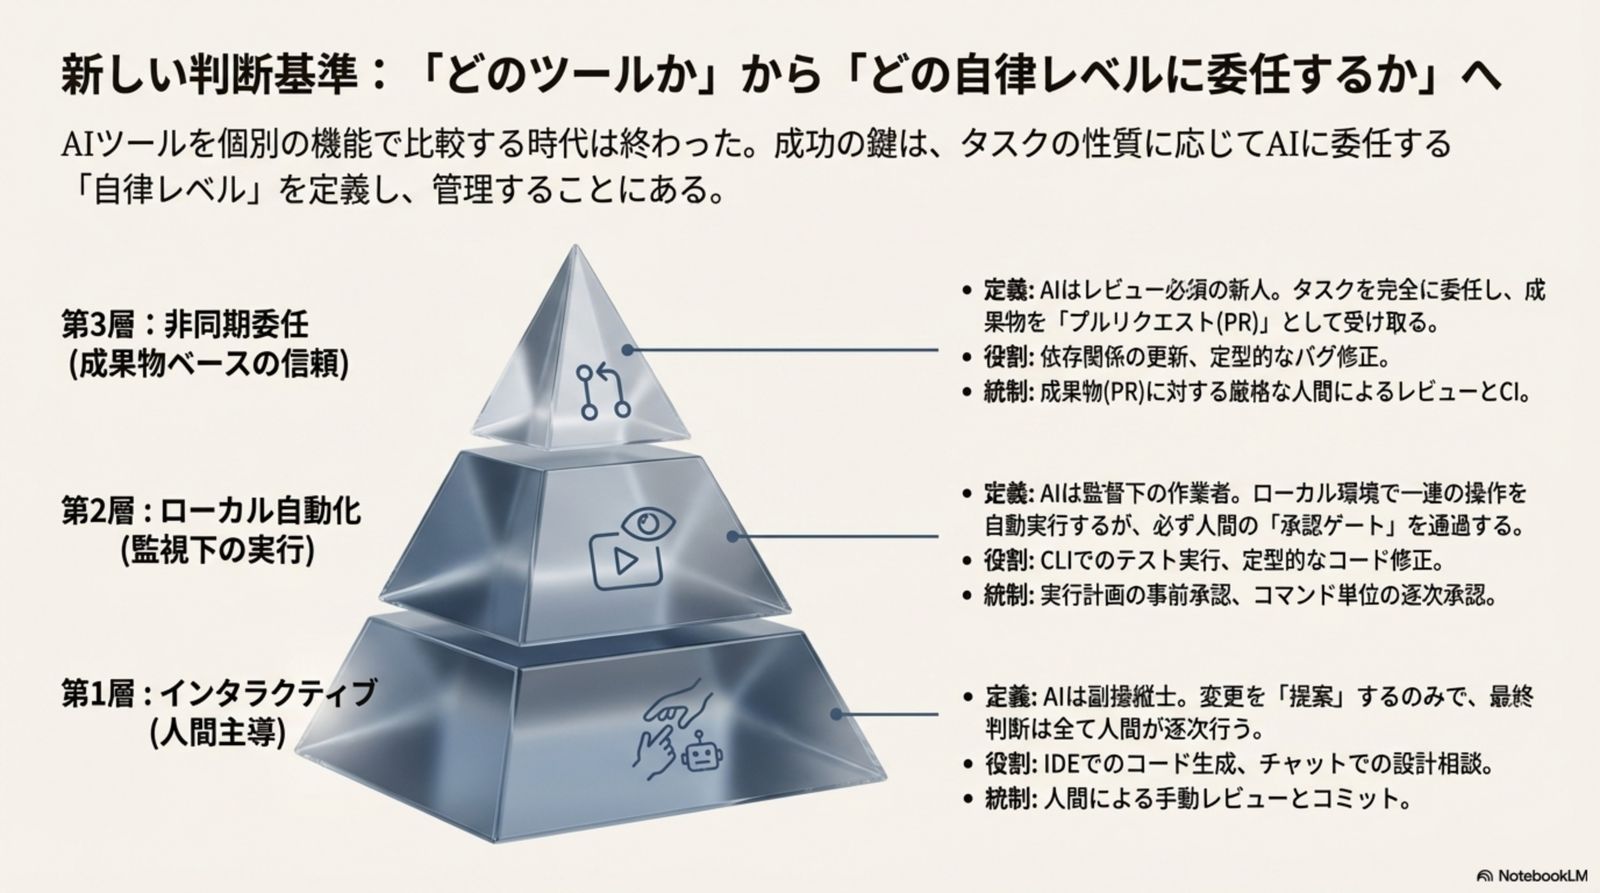 新しい判断基準：「どのツールか」から「どの自律レベルに委任するか」へ
AIツールを個別の機能で比較する時代は終わった。成功の鍵は、タスクの性質に応じてAIに委任する
「自律レベル」を定義し、管理することにある。
第3層：非同期委任
(成果物ベースの信頼)
• 定義: AIはレビュー必須の新人。タスクを完全に委任し、成
果物を「プルリクエスト(PR)」として受け取る。
• 役割: 依存関係の更新、定型的なバグ修正。
• 統制: 成果物(PR)に対する厳格な人間によるレビューとCI。
第2層：ローカル自動化
(監視下の実行)
• 定義: AIは監督下の作業者。ローカル環境で一連の操作を
自動実行するが、必ず人間の「承認ゲート」を通過する。
• 役割: CLIでのテスト実行、定型的なコード修正。
• 統制: 実行計画の事前承認、コマンド単位の逐次承認。
第1層：インタラクティブ
(人間主導)
• 定義: AIは副操縦士。変更を「提案」するのみで、最終
判断は全て人間が逐次行う。
• 役割: IDEでのコード生成、チャットでの設計相談。
• 統制: 人間による手動レビューとコミット。
NotebookLM